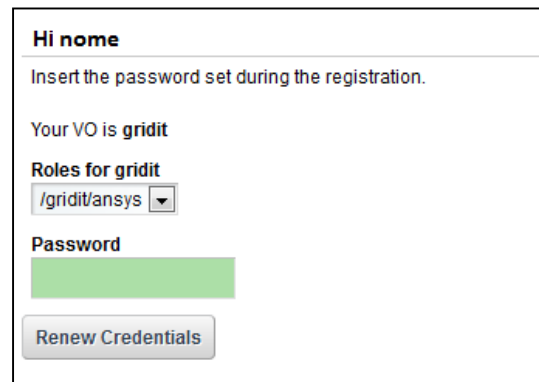 Hi nome
Insert the password set during the registration.
Your VO is gridit
Roles for gridit
/gridit/ansys
Password
Renew Credentials